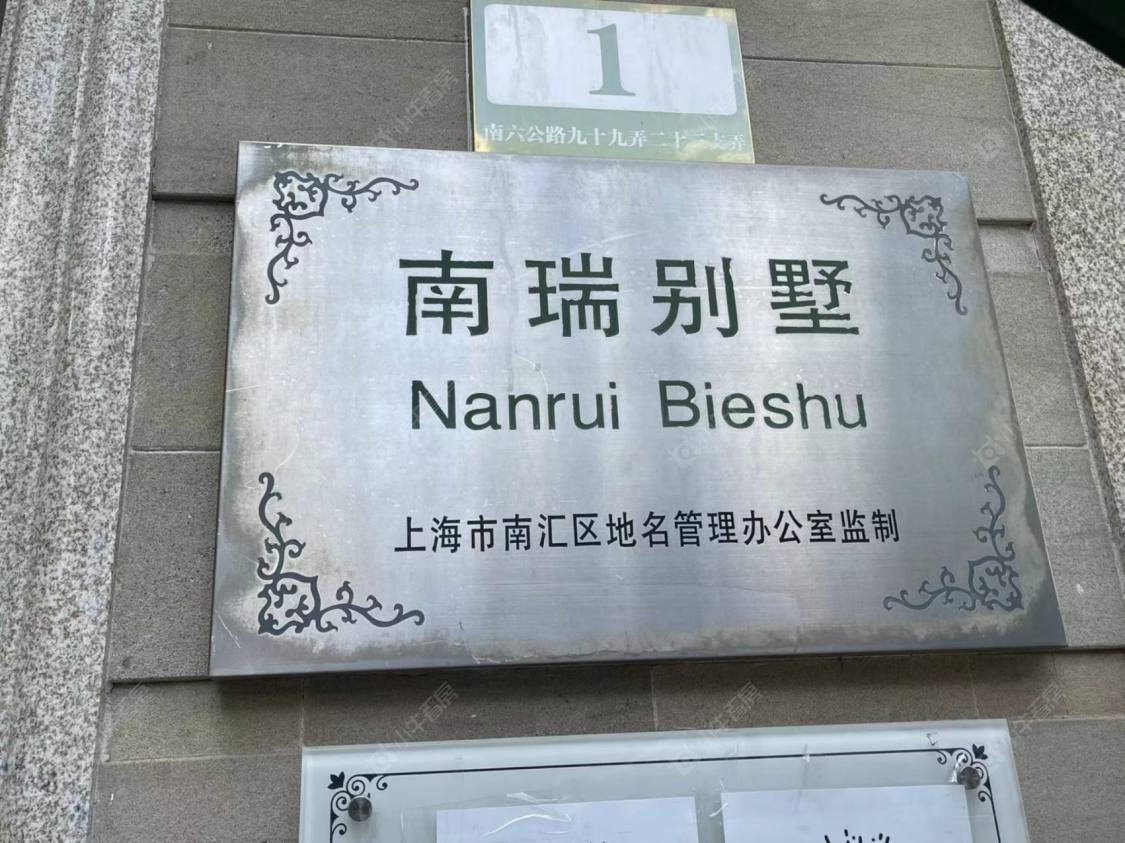 1
南六公路九十九弄二十二支弄
南瑞别墅
Nanrui Bieshu
上海市南汇区地名管理办公室监制